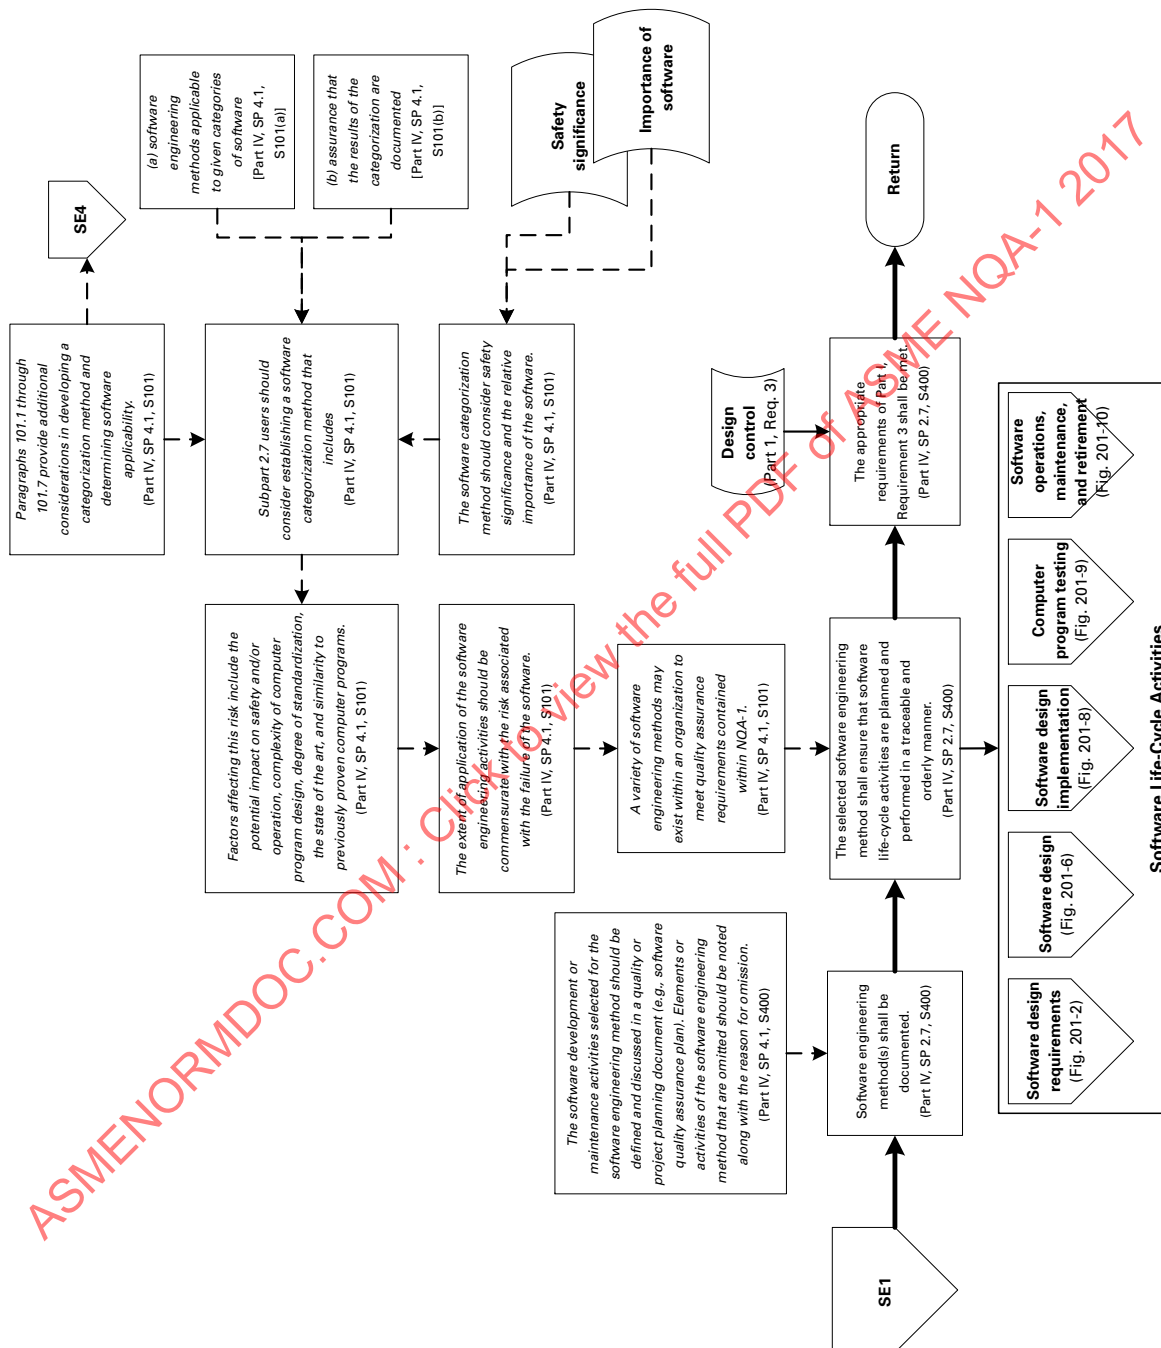 SE4
(a) software
engineering
methods applicable
to given categories
of software
[Part IV, SP 4.1,
S101(a)]
(b) assurance that
the results of the
categorization are
documented
[Part IV, SP 4.1,
S101(b)]
Safety
significance
Importance of
software
Paragraphs 101.1 through
101.7 provide additional
considerations in developing a
categorization method and
determining software
applicability.
(Part IV, SP 4.1, S101)
Subpart 2.7 users should
consider establishing a software
categorization method that
includes
(Part IV, SP 4.1, S101)
The software categorization
method should consider safety
significance and the relative
importance of the software.
(Part IV, SP 4.1, S101)
Factors affecting this risk include the
potential impact on safety and/or
operation, complexity of computer
program design, degree of standardization,
the state of the art, and similarity to
previously proven computer programs.
(Part IV, SP 4.1, S101)
The extent of application of the software
engineering activities should be
commensurate with the risk associated
with the failure of the software.
(Part IV, SP 4.1, S101)
A variety of software
engineering methods may
exist within an organization to
meet quality assurance
requirements contained
within NQA-1.
(Part IV, SP 4.1, S101)
The software development or
maintenance activities selected for the
software engineering method should be
defined and discussed in a quality or
project planning document (e.g., software
quality assurance plan). Elements or
activities of the software engineering
method that are omitted should be noted
along with the reason for omission.
(Part IV, SP 4.1, S400)
SE1
Software engineering
method(s) shall be
documented.
(Part IV, SP 2.7, S400)
The selected software engineering
method shall ensure that software
life-cycle activities are planned and
performed in a traceable and
orderly manner.
(Part IV, SP 2.7, S400)
Design
control
(Part 1, Req. 3)
The appropriate
requirements of Part I,
Requirement 3 shall be met.
(Part IV, SP 2.7, S400)
Return
Software design
requirements
(Fig. 201-2)
Software design
(Fig. 201-6)
Software design
implementation
(Fig. 201-8)
Computer
program testing
(Fig. 201-9)
Software
operations,
maintenance,
and retirement
(Fig. 201-10)
Software Life-Cycle Activities
ASMENORMDOC.COM : Click to view the full PDF of ASME NQA-1 2017